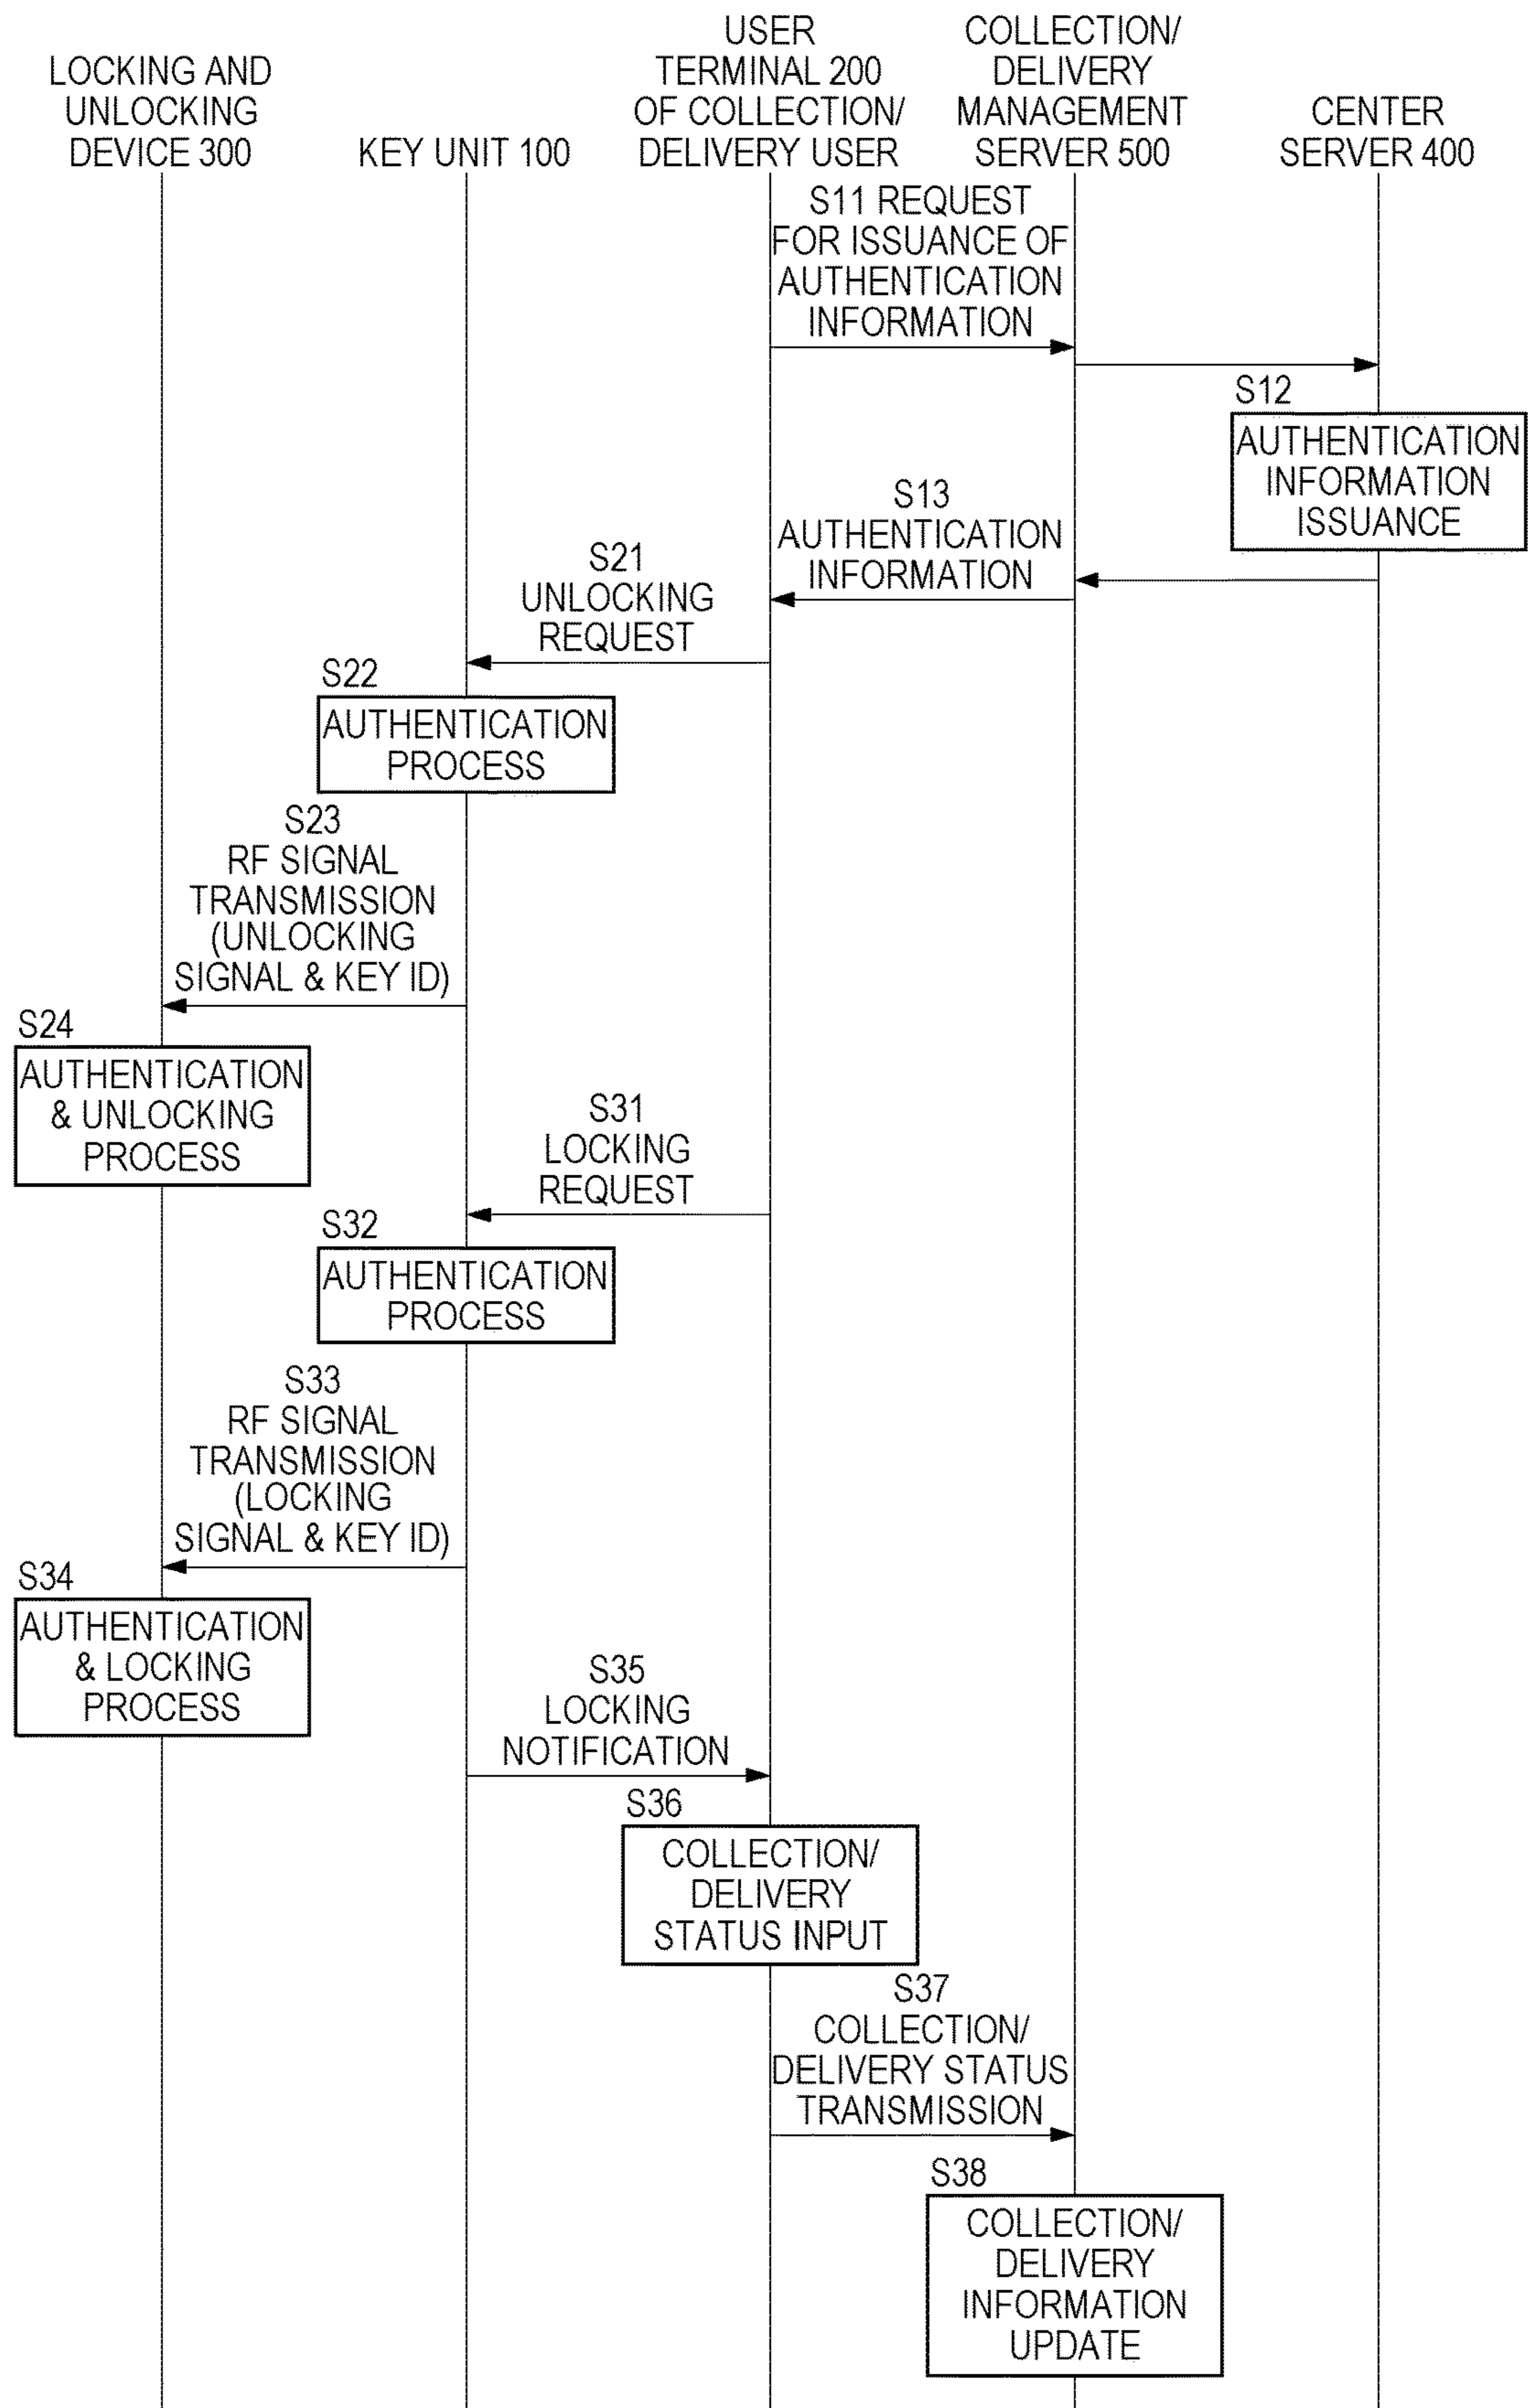 LOCKING AND
UNLOCKING
DEVICE 300
KEY UNIT 100
USER
TERMINAL 200
OF COLLECTION/
DELIVERY USER
COLLECTION/
DELIVERY
MANAGEMENT
SERVER 500
CENTER
SERVER 400
S11 REQUEST
FOR ISSUANCE OF
AUTHENTICATION
INFORMATION
S12
AUTHENTICATION
INFORMATION
ISSUANCE
S13
AUTHENTICATION
INFORMATION
S21
UNLOCKING
REQUEST
S22
AUTHENTICATION
PROCESS
S23
RF SIGNAL
TRANSMISSION
(UNLOCKING
SIGNAL & KEY ID)
S24
AUTHENTICATION
& UNLOCKING
PROCESS
S31
LOCKING
REQUEST
S32
AUTHENTICATION
PROCESS
S33
RF SIGNAL
TRANSMISSION
(LOCKING
SIGNAL & KEY ID)
S34
AUTHENTICATION
& LOCKING
PROCESS
S35
LOCKING
NOTIFICATION
S36
COLLECTION/
DELIVERY
STATUS INPUT
S37
COLLECTION/
DELIVERY STATUS
TRANSMISSION
S38
COLLECTION/
DELIVERY
INFORMATION
UPDATE